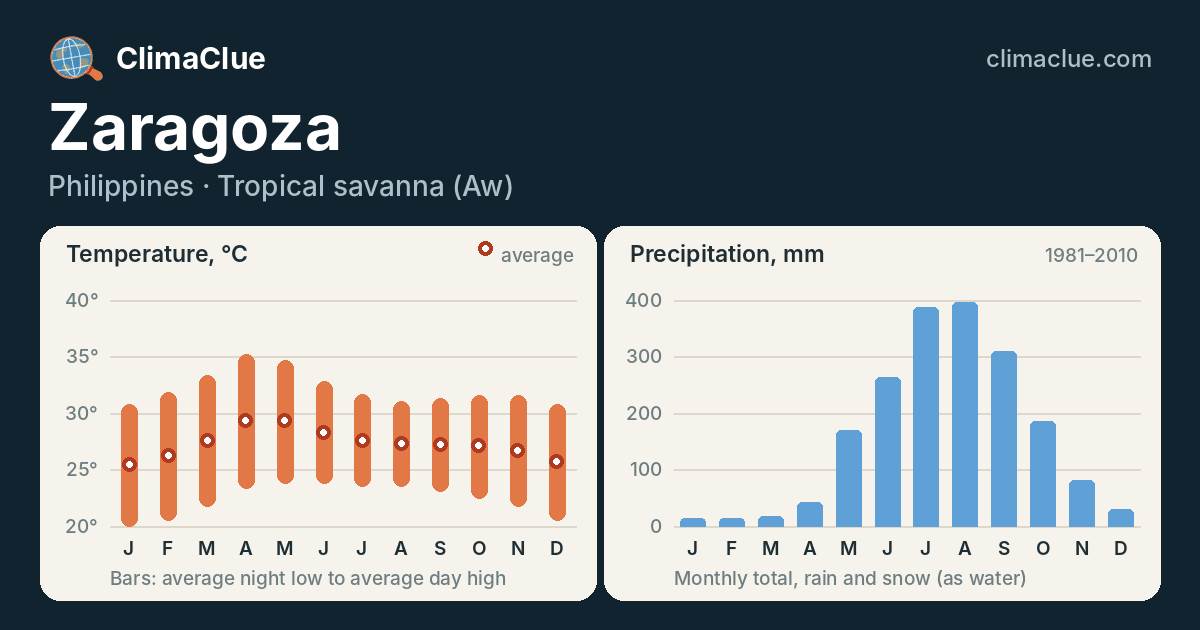 ClimaClue
climaclue.com
Zaragoza
Philippines · Tropical savanna (Aw)
Temperature, °C
average
40°
35°
30°
25°
20°
J F M A M J J A S O N D
Bars: average night low to average day high
Precipitation, mm
1981–2010
400
300
200
100
0
J F M A M J J A S O N D
Monthly total, rain and snow (as water)